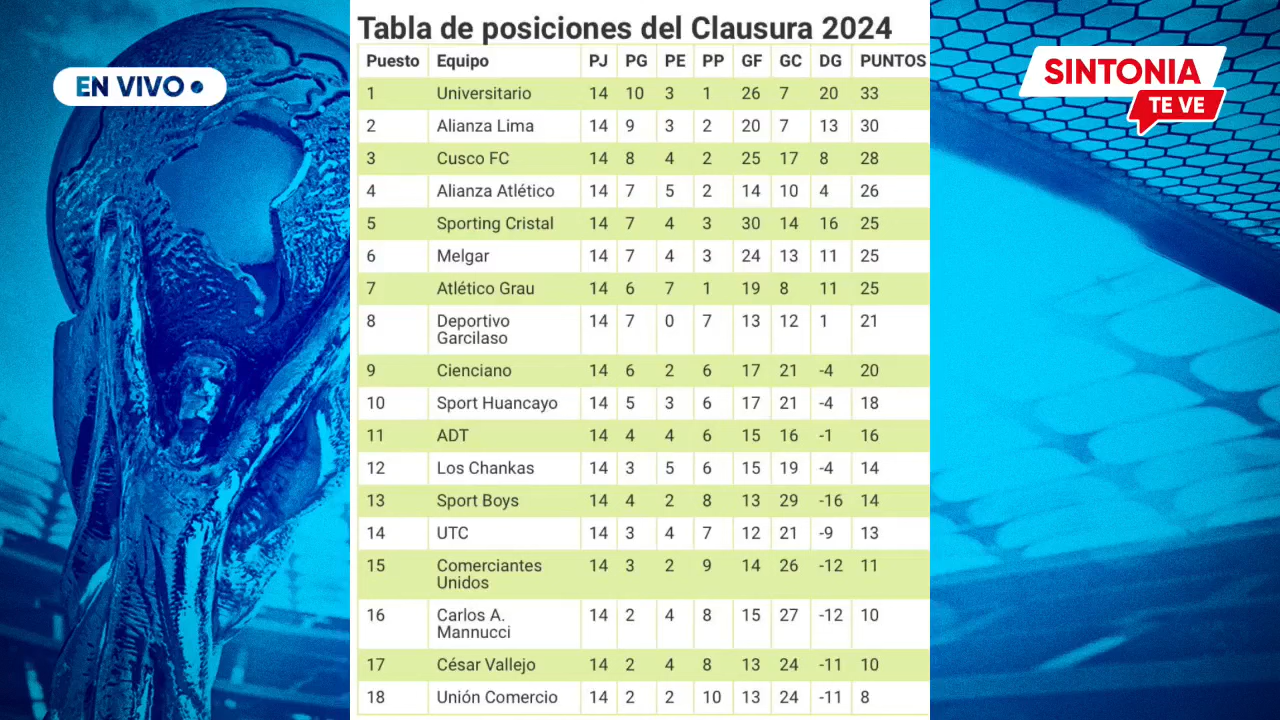 Tabla de posiciones del Clausura 2024
EN VIVO
SINTONIA
TE VE
Puesto Equipo PJ PG PE PP GF GC DG PUNTOS
1 Universitario 14 10 3 1 26 7 20 33
2 Alianza Lima 14 9 3 2 20 7 13 30
3 Cusco FC 14 8 4 2 25 17 8 28
4 Alianza Atlético 14 7 5 2 14 10 4 26
5 Sporting Cristal 14 7 4 3 30 14 16 25
6 Melgar 14 7 4 3 24 13 11 25
7 Atlético Grau 14 6 7 1 19 8 11 25
8 Deportivo 14 7 0 7 13 12 1 21
Garcilaso
9 Cienciano 14 6 2 6 17 21 -4 20
10 Sport Huancayo 14 5 3 6 17 21 -4 18
11 ADT 14 4 4 6 15 16 -1 16
12 Los Chankas 14 3 5 6 15 19 -4 14
13 Sport Boys 14 4 2 8 13 29 -16 14
14 UTC 14 3 4 7 12 21 -9 13
15 Comerciantes 14 3 2 9 14 26 -12 11
Unidos
16 Carlos A. 14 2 4 8 15 27 -12 10
Mannucci
17 César Vallejo 14 2 4 8 13 24 -11 10
18 Unión Comercio 14 2 2 10 13 24 -11 8